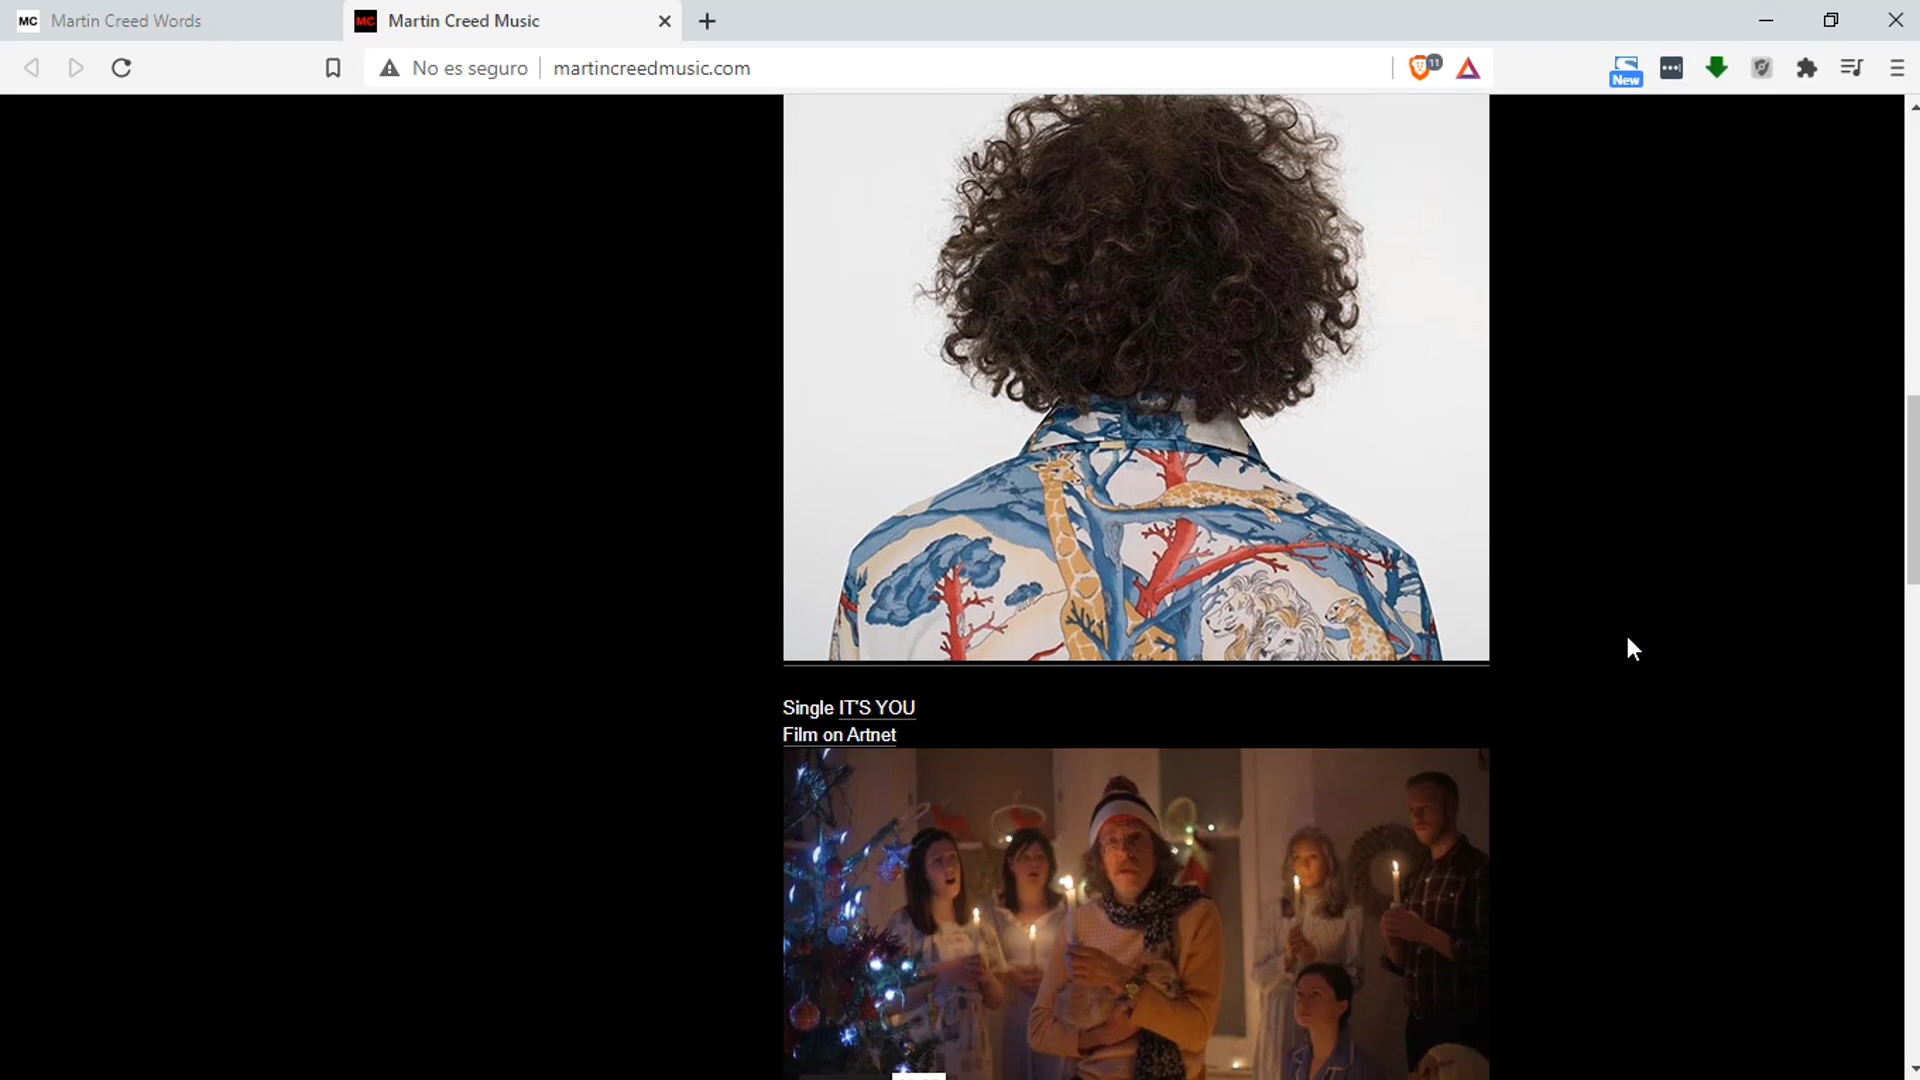 MC Martin Creed Words
MC Martin Creed Music
No es seguro martincreedmusic.com
11
New
Single IT'S YOU
Film on Artnet